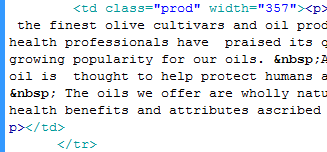 <td class="prod" width="357"><p>
the finest olive cultivars and oil prod
health professionals have  praised its q
growing popularity for our oils. &nbsp;A
oil is  thought to help protect humans a
&nbsp; The oils we offer are wholly natu
health benefits and attributes ascribed
p></td>
</tr>